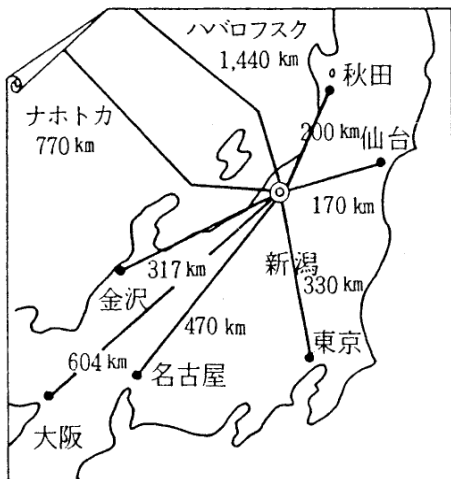 ハバロフスク
1,440 km
秋田
ナホトカ
770 km
200 km
仙台
170 km
新潟
317 km
330 km
金沢
470 km
東京
604 km
名古屋
大阪